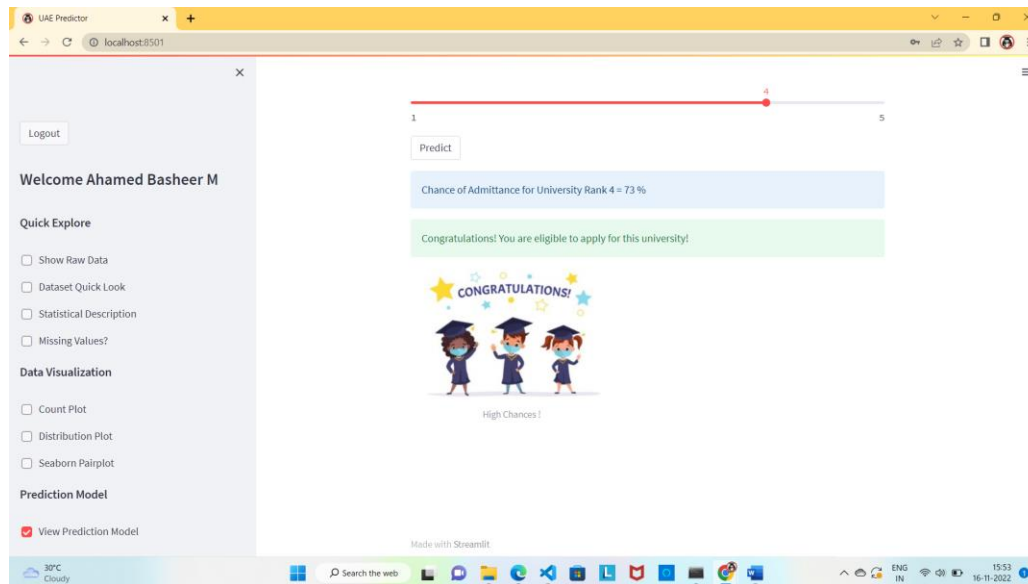 UAE Predictor
localhost:8501
Logout
Welcome Ahamed Basheer M
Quick Explore
Show Raw Data
Dataset Quick Look
Statistical Description
Missing Values?
Data Visualization
Count Plot
Distribution Plot
Seaborn Pairplot
Prediction Model
View Prediction Model
4
1 5
Predict
Chance of Admittance for University Rank 4 = 73 %
Congratulations! You are eligible to apply for this university!
CONGRATULATIONS!
High Chances !
Made with Streamlit
30°C
Cloudy
Search the web
L
W
ENG
IN
15:53
16-11-2022